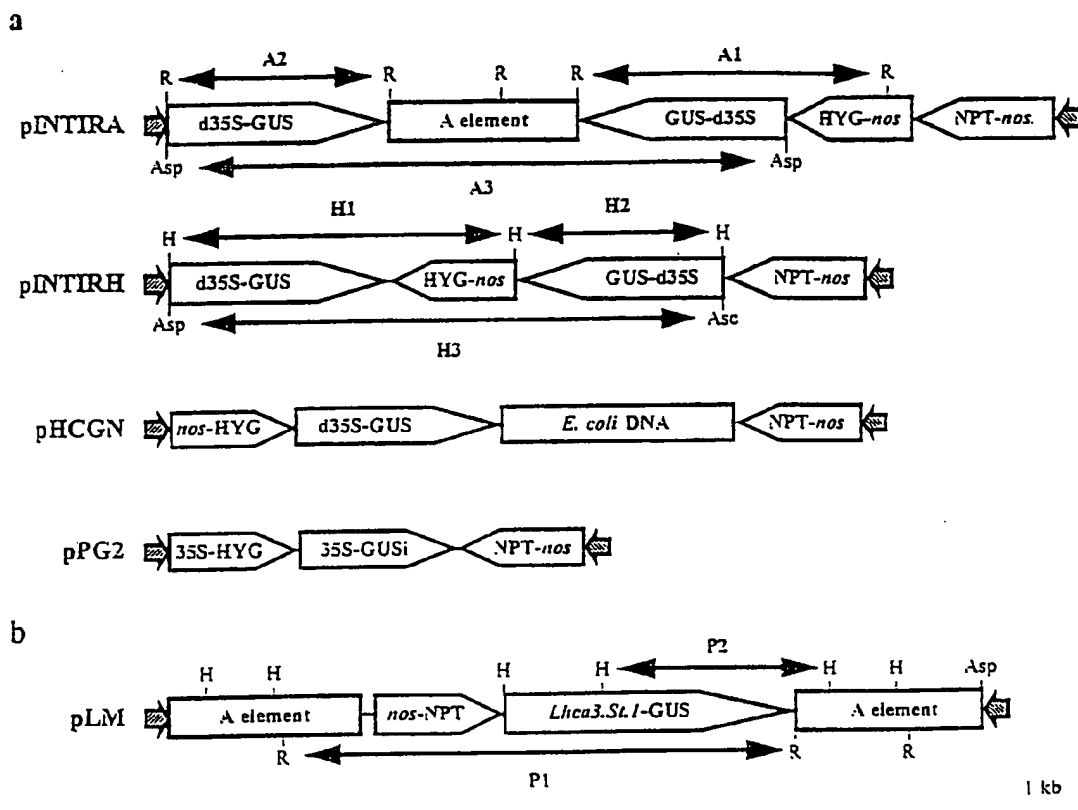 a
A2 A1
R R R R R
pINTIRA d35S-GUS A element GUS-d35S HYG-nos NPT-nos.
Asp Asp
A3
H1 H2
H H H
pINTIRH d35S-GUS HYG-nos GUS-d35S NPT-nos
Asp Asc
H3
pHCGN nos-HYG d35S-GUS E. coli DNA NPT-nos
pPG2 35S-HYG 35S-GUSi NPT-nos
b
P2
H H H H H H Asp
pLM A element nos-NPT Lhca3.St.1-GUS A element
R R R
P1
1 kb